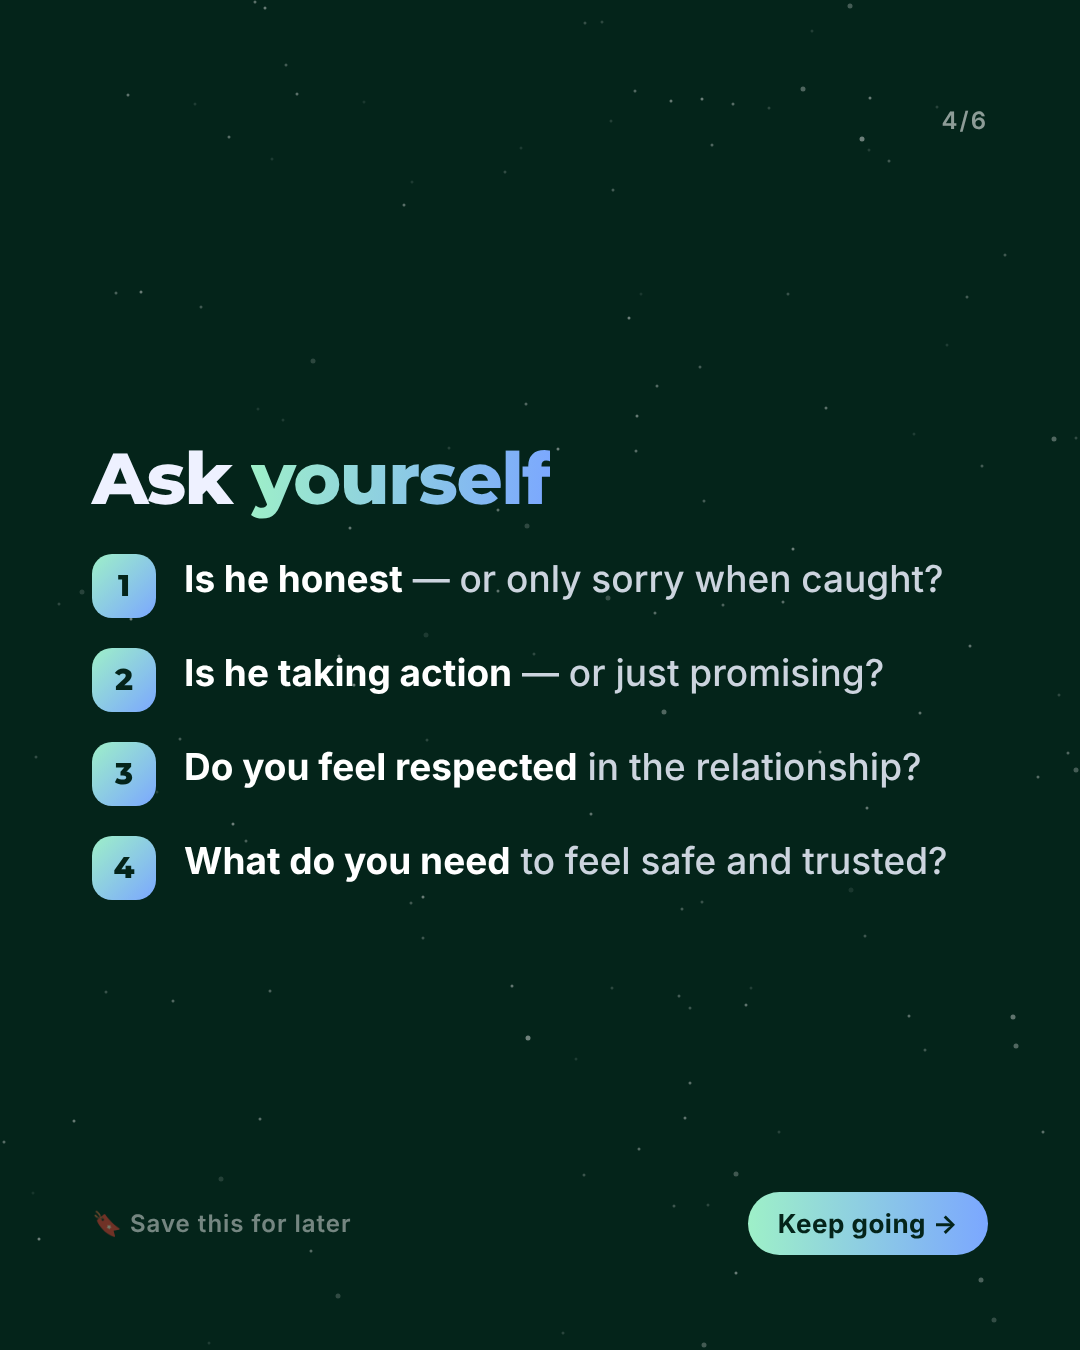 4/6
Ask yourself
1 Is he honest — or only sorry when caught?
2 Is he taking action — or just promising?
3 Do you feel respected in the relationship?
4 What do you need to feel safe and trusted?
🔖 Save this for later
Keep going →